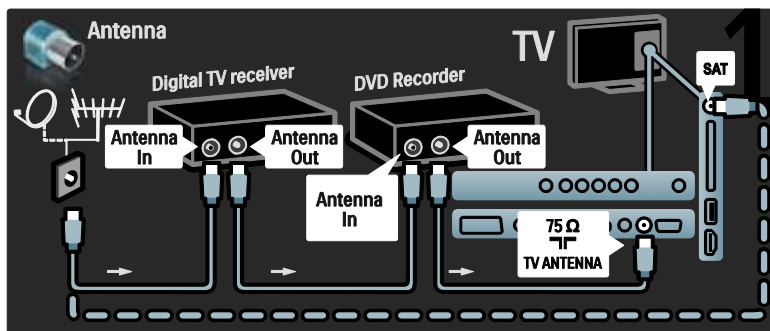 Antenna
TV
1
Digital TV receiver
DVD Recorder
SAT
Antenna
In
Antenna
Out
Antenna
Out
Antenna
In
75 Ω
TV ANTENNA